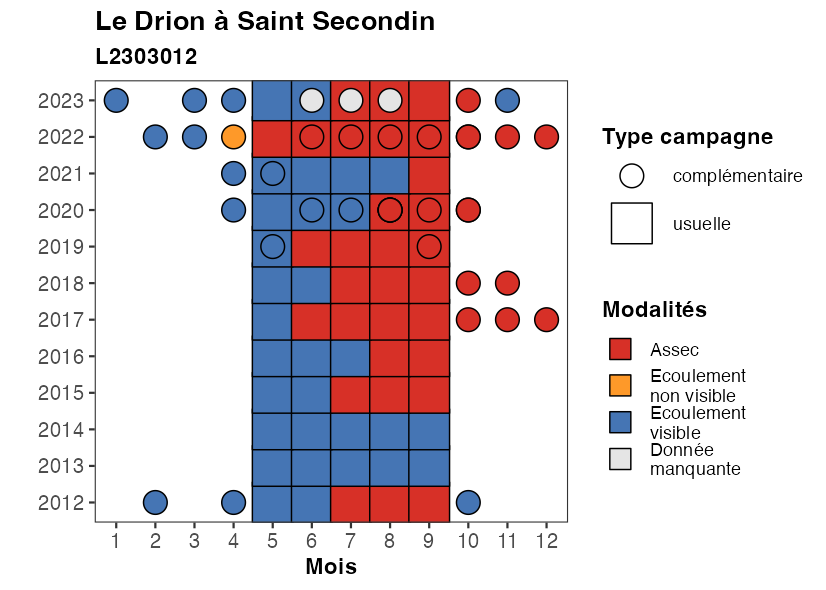 Le Drion à Saint Secondin
L2303012
2023
2022
2021
2020
2019
2018
2017
2016
2015
2014
2013
2012
1 2 3 4 5 6 7 8 9 10 11 12
Mois
Type campagne
complémentaire
usuelle
Modalités
Assec
Ecoulement
non visible
Ecoulement
visible
Donnée
manquante